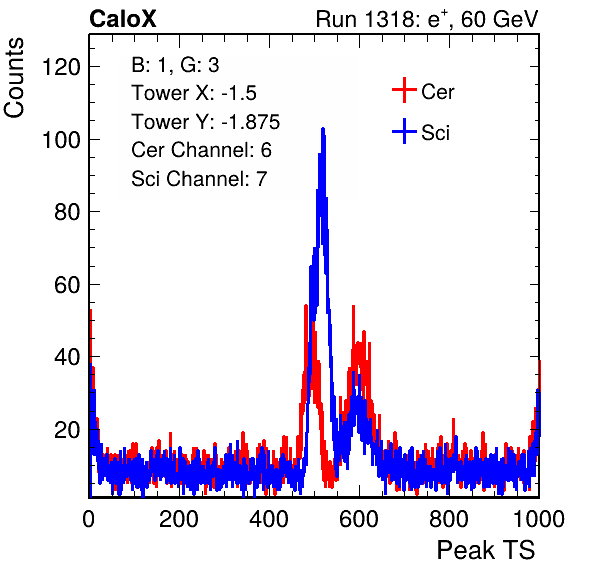 CaloX Run 1318: e⁺, 60 GeV
Counts
B: 1, G: 3
Tower X: -1.5
Tower Y: -1.875
Cer Channel: 6
Sci Channel: 7
Cer
Sci
120
100
80
60
40
20
0 200 400 600 800 1000
Peak TS